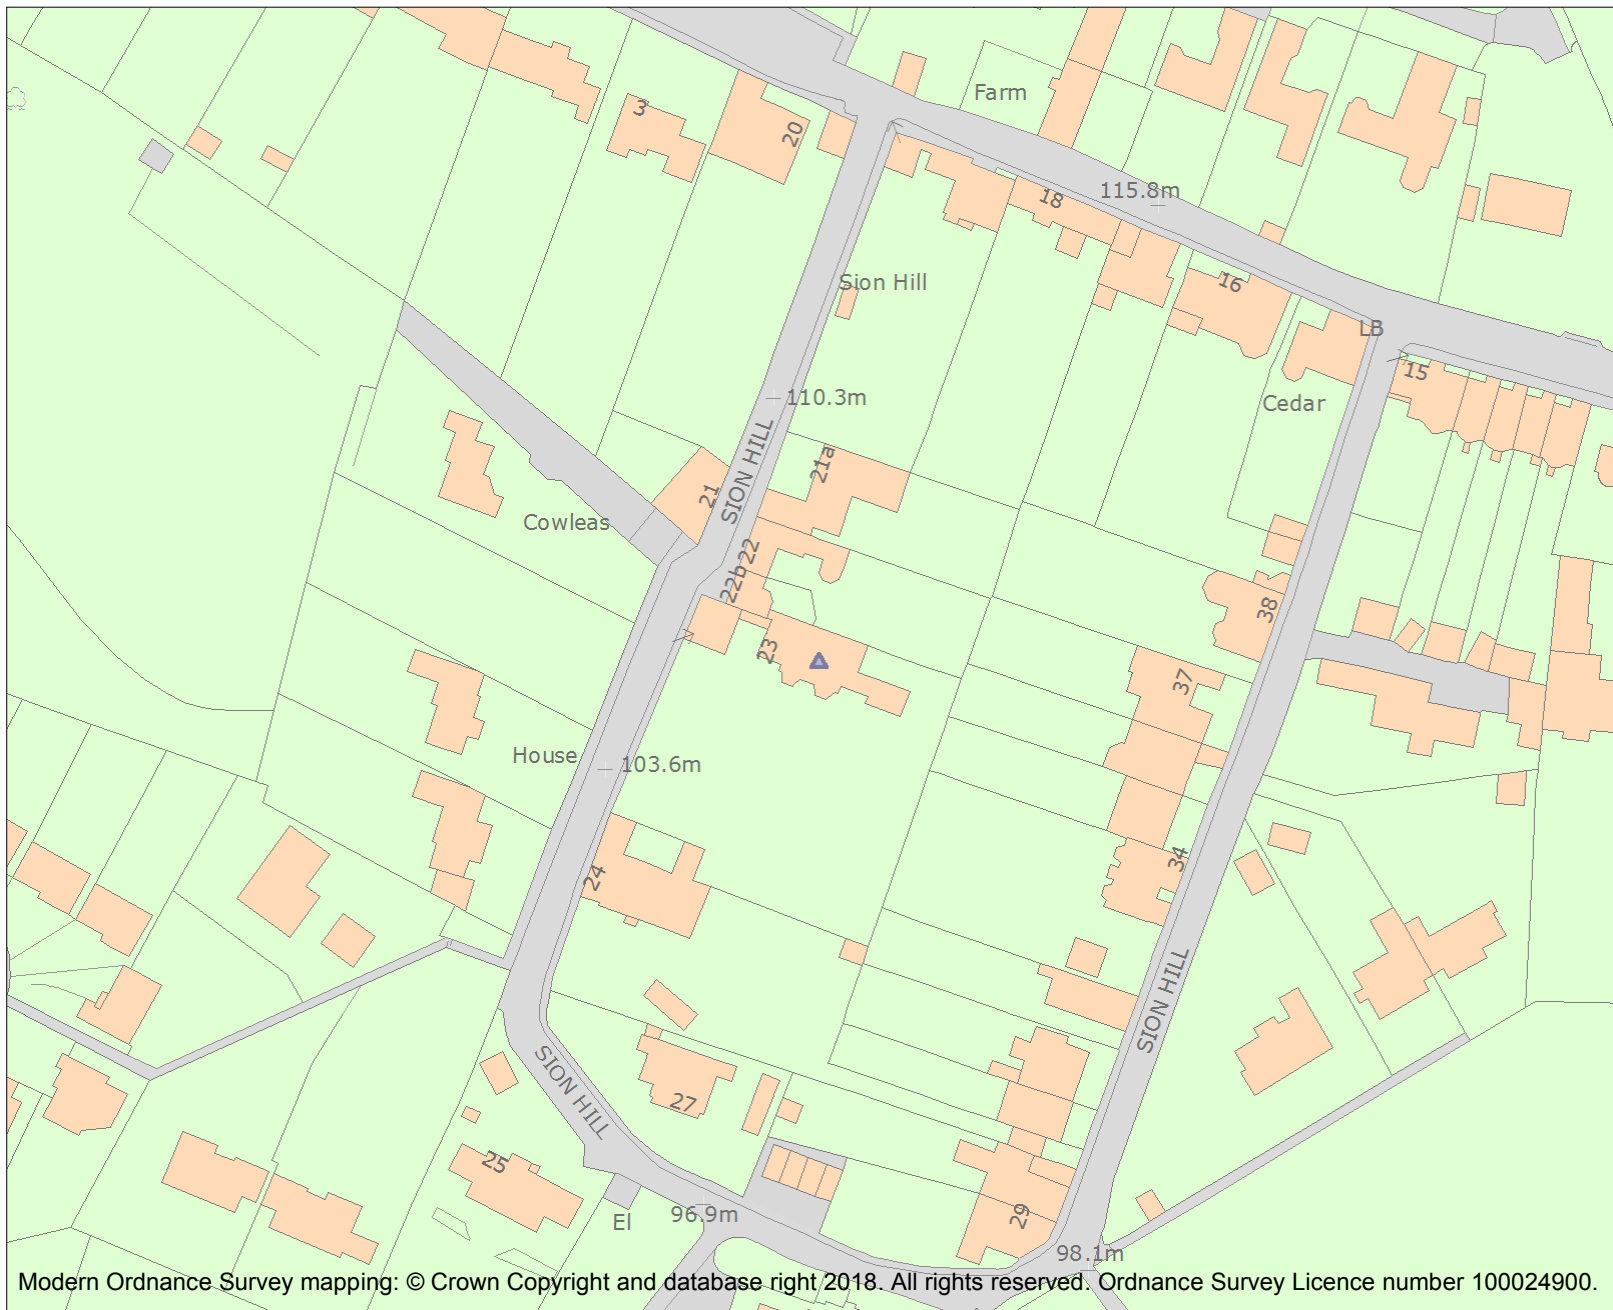 Farm
3
20
18
115.8m
Sion Hill
16
LB
15
110.3m
Cedar
SION HILL
21a
21
Cowleas
22
22b
38
23
37
House
103.6m
34
24
SION HILL
SION HILL
27
25
29
El
96.9m
98.1m
Modern Ordnance Survey mapping: © Crown Copyright and database right 2018. All rights reserved. Ordnance Survey Licence number 100024900.